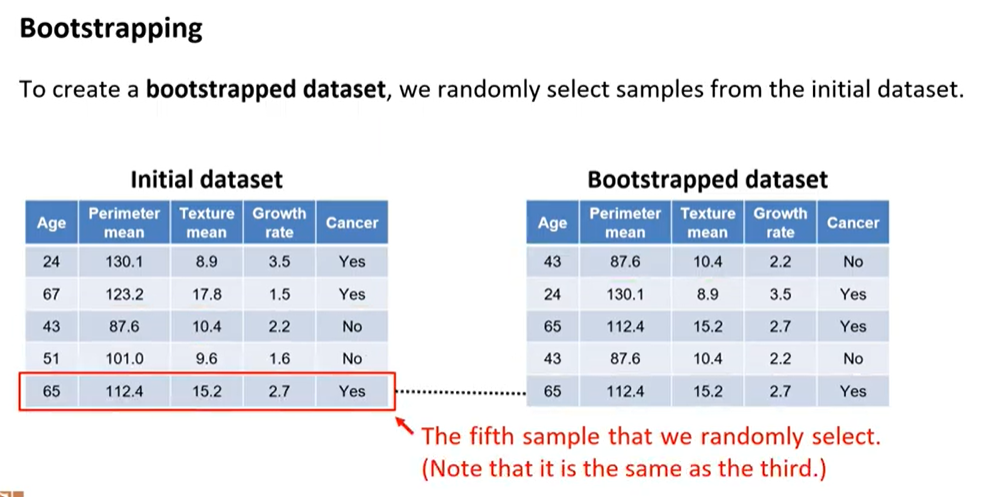 Bootstrapping
To create a bootstrapped dataset, we randomly select samples from the initial dataset.
Initial dataset
Age Perimeter mean Texture mean Growth rate Cancer
24 130.1 8.9 3.5 Yes
67 123.2 17.8 1.5 Yes
43 87.6 10.4 2.2 No
51 101.0 9.6 1.6 No
65 112.4 15.2 2.7 Yes
Bootstrapped dataset
Age Perimeter mean Texture mean Growth rate Cancer
43 87.6 10.4 2.2 No
24 130.1 8.9 3.5 Yes
65 112.4 15.2 2.7 Yes
43 87.6 10.4 2.2 No
65 112.4 15.2 2.7 Yes
The fifth sample that we randomly select.
(Note that it is the same as the third.)